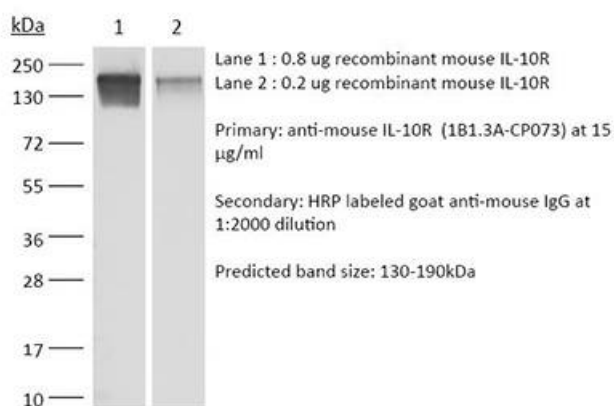 kDa
1 2
250
130
72
55
36
28
17
10
Lane 1 : 0.8 ug recombinant mouse IL-10R
Lane 2 : 0.2 ug recombinant mouse IL-10R
Primary: anti-mouse IL-10R (1B1.3A-CP073) at 15
μg/ml
Secondary: HRP labeled goat anti-mouse IgG at
1:2000 dilution
Predicted band size: 130-190kDa